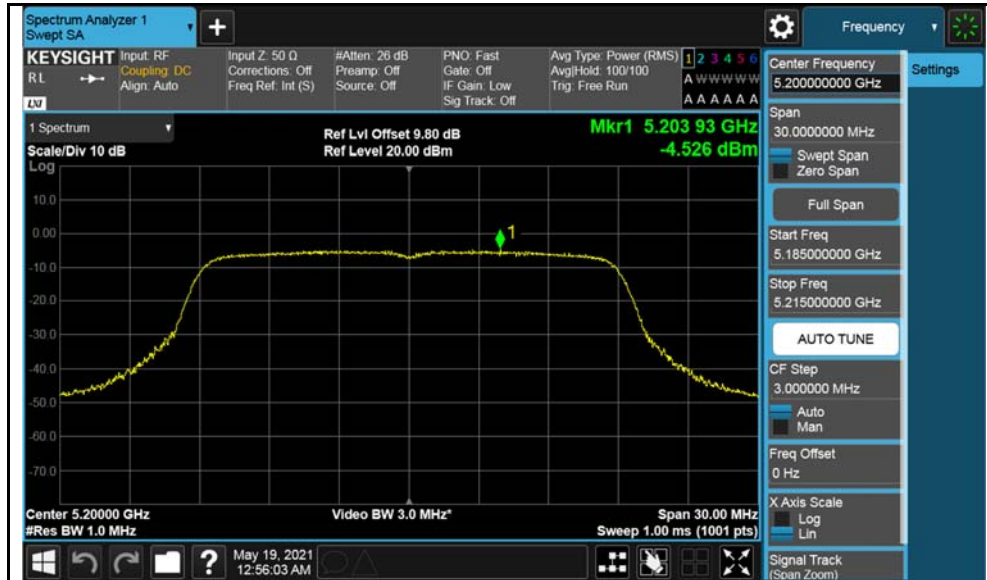 Spectrum Analyzer 1
Swept SA
+
Frequency
KEYSIGHT
RL
LXI
Input: RF
Coupling: DC
Align: Auto
Input Z: 50 Ω
Corrections: Off
Freq Ref: Int (S)
#Atten: 26 dB
Preamp: Off
Source: Off
PNO: Fast
Gate: Off
IF Gain: Low
Sig Track: Off
Avg Type: Power (RMS)
Avg|Hold: 100/100
Trig: Free Run
1 2 3 4 5 6
A W W W W W
A A A A A A
1 Spectrum
Scale/Div 10 dB
Log
Ref Lvl Offset 9.80 dB
Ref Level 20.00 dBm
Mkr1 5.203 93 GHz
-4.526 dBm
10.0
0.00
-10.0
-20.0
-30.0
-40.0
-50.0
-60.0
-70.0
1
Center 5.20000 GHz
#Res BW 1.0 MHz
Video BW 3.0 MHz*
Span 30.00 MHz
Sweep 1.00 ms (1001 pts)
?
May 19, 2021
12:56:03 AM
Center Frequency
5.200000000 GHz
Span
30.0000000 MHz
Swept Span
Zero Span
Full Span
Start Freq
5.185000000 GHz
Stop Freq
5.215000000 GHz
AUTO TUNE
CF Step
3.000000 MHz
Auto
Man
Freq Offset
0 Hz
X Axis Scale
Log
Lin
Signal Track
(Span Zoom)
Settings